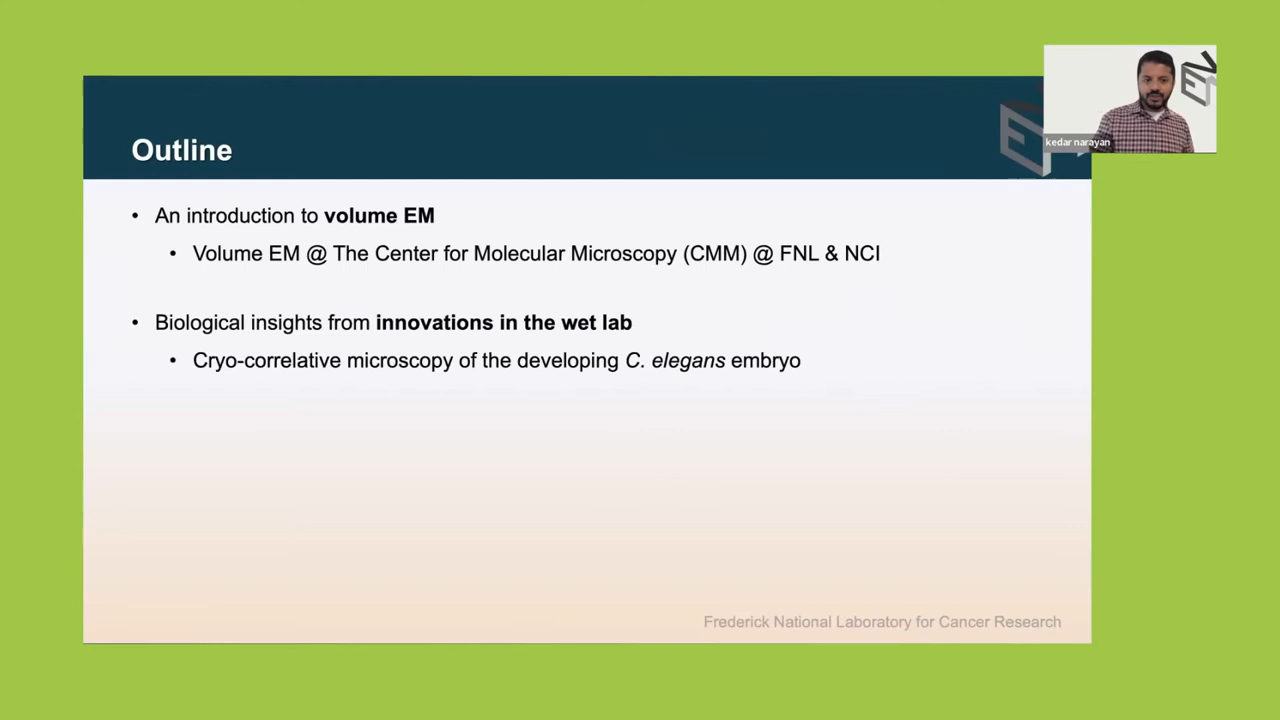 Outline
kedar narayan
• An introduction to volume EM
• Volume EM @ The Center for Molecular Microscopy (CMM) @ FNL & NCI
• Biological insights from innovations in the wet lab
• Cryo-correlative microscopy of the developing C. elegans embryo
Frederick National Laboratory for Cancer Research